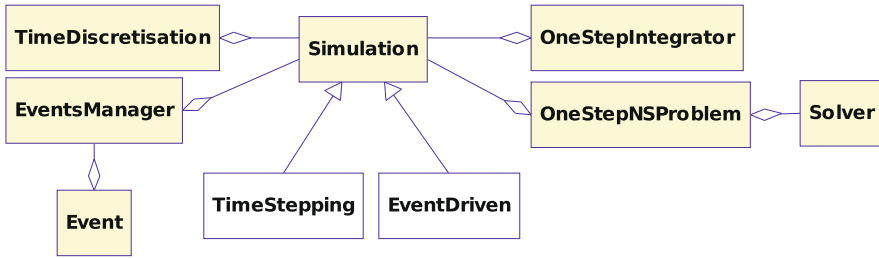 TimeDiscretisation
Simulation
OneStepIntegrator
EventsManager
OneStepNSProblem
Solver
TimeStepping
EventDriven
Event